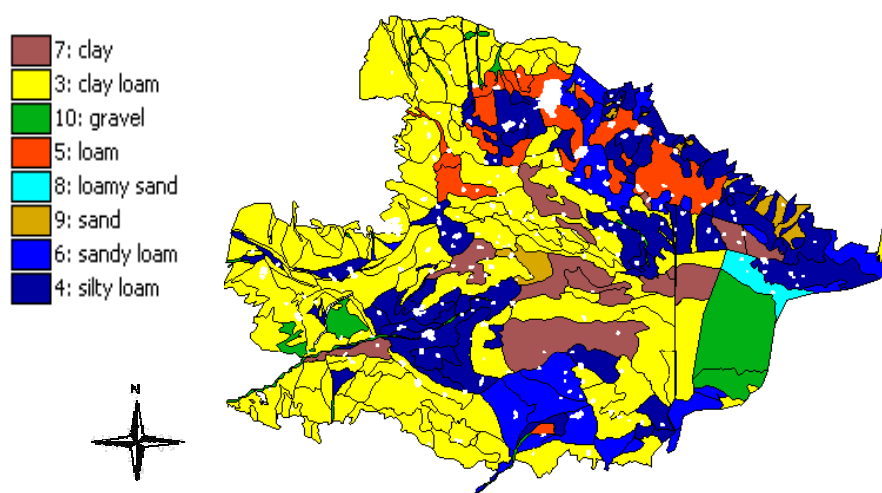 7: clay
3: clay loam
10: gravel
5: loam
8: loamy sand
9: sand
6: sandy loam
4: silty loam
N